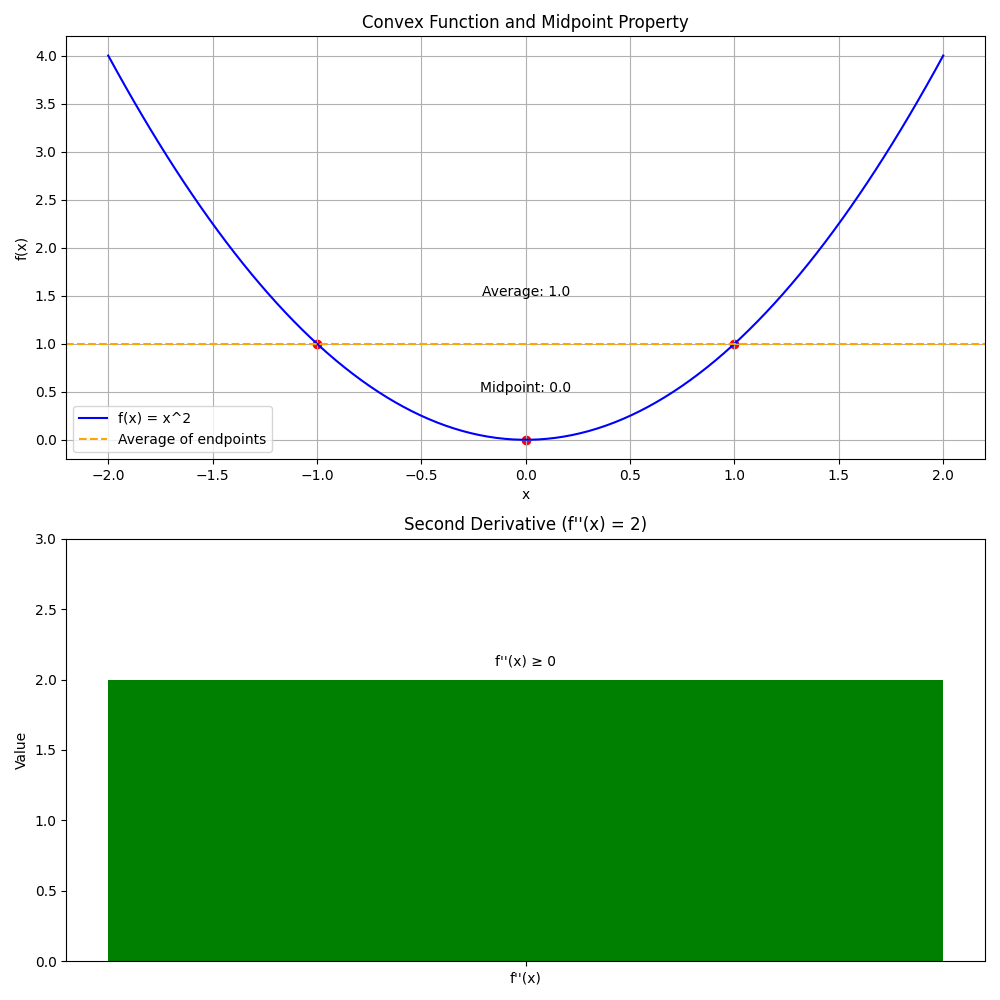 Convex Function and Midpoint Property
f(x)
4.0
3.5
3.0
2.5
2.0
1.5
1.0
0.5
0.0
Average: 1.0
Midpoint: 0.0
f(x) = x^2
Average of endpoints
−2.0 −1.5 −1.0 −0.5 0.0 0.5 1.0 1.5 2.0
x
Second Derivative (f''(x) = 2)
Value
3.0
2.5
2.0
1.5
1.0
0.5
0.0
f''(x) ≥ 0
f''(x)